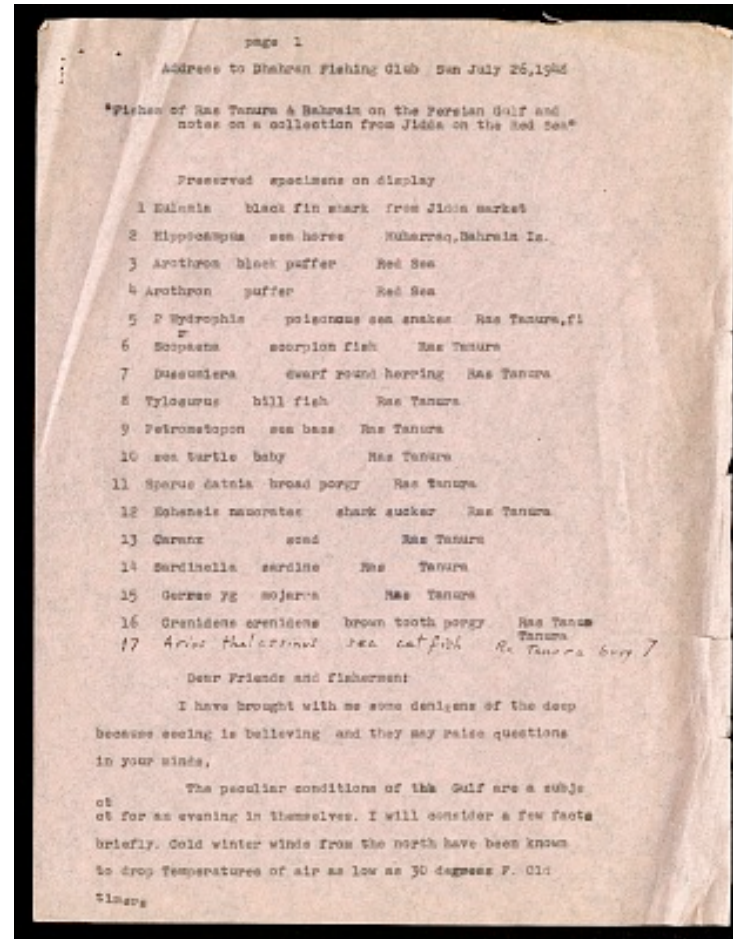 page 1
Address to Dhahran Fishing Club Sun July 26,1948
"Fishes of Ras Tanura & Bahrain on the Persian Golf and
notes on a collection from Jidda on the Red Sea"
Preserved specimens on display
1 Eulamia black fin shark from Jidda market
2 Hippocampus sea horse Muharraq,Bahrain Is.
3 Arothron black puffer Red Sea
4 Arothron puffer Red Sea
5 P Hydrophis poisonous sea snakes Ras Tanura,fi
r
6 Scopaena scorpion fish Ras Tanura
7 Dussumiera dwarf round herring Ras Tanura
8 Tylosurus bill fish Ras Tanura
9 Petrometopon sea bass Ras Tanura
10 sea turtle baby Ras Tanura
11 Sparus datnia broad porgy Ras Tanura
12 Echeneis naucrates shark sucker Ras Tanura
13 Caranx scad Ras Tanura
14 Sardinella sardine Ras Tanura
15 Gerres yg mojarra Ras Tanura
16 Crenidens crenidens brown tooth porgy Ras Tanua
Tanura
17 Arius thalassinus sea catfish Ras Tanura
Dear Friends and fishermen:
I have brought with me some denigens of the deep
because seeing is believing and they may raise questions
in your minds,
The peculiar conditions of the Gulf are a subje
ct
ct for an evening in themselves. I will consider a few facts
briefly. Cold winter winds from the north have been known
to drop Temperatures of air as low as 30 degrees F. Old
timers